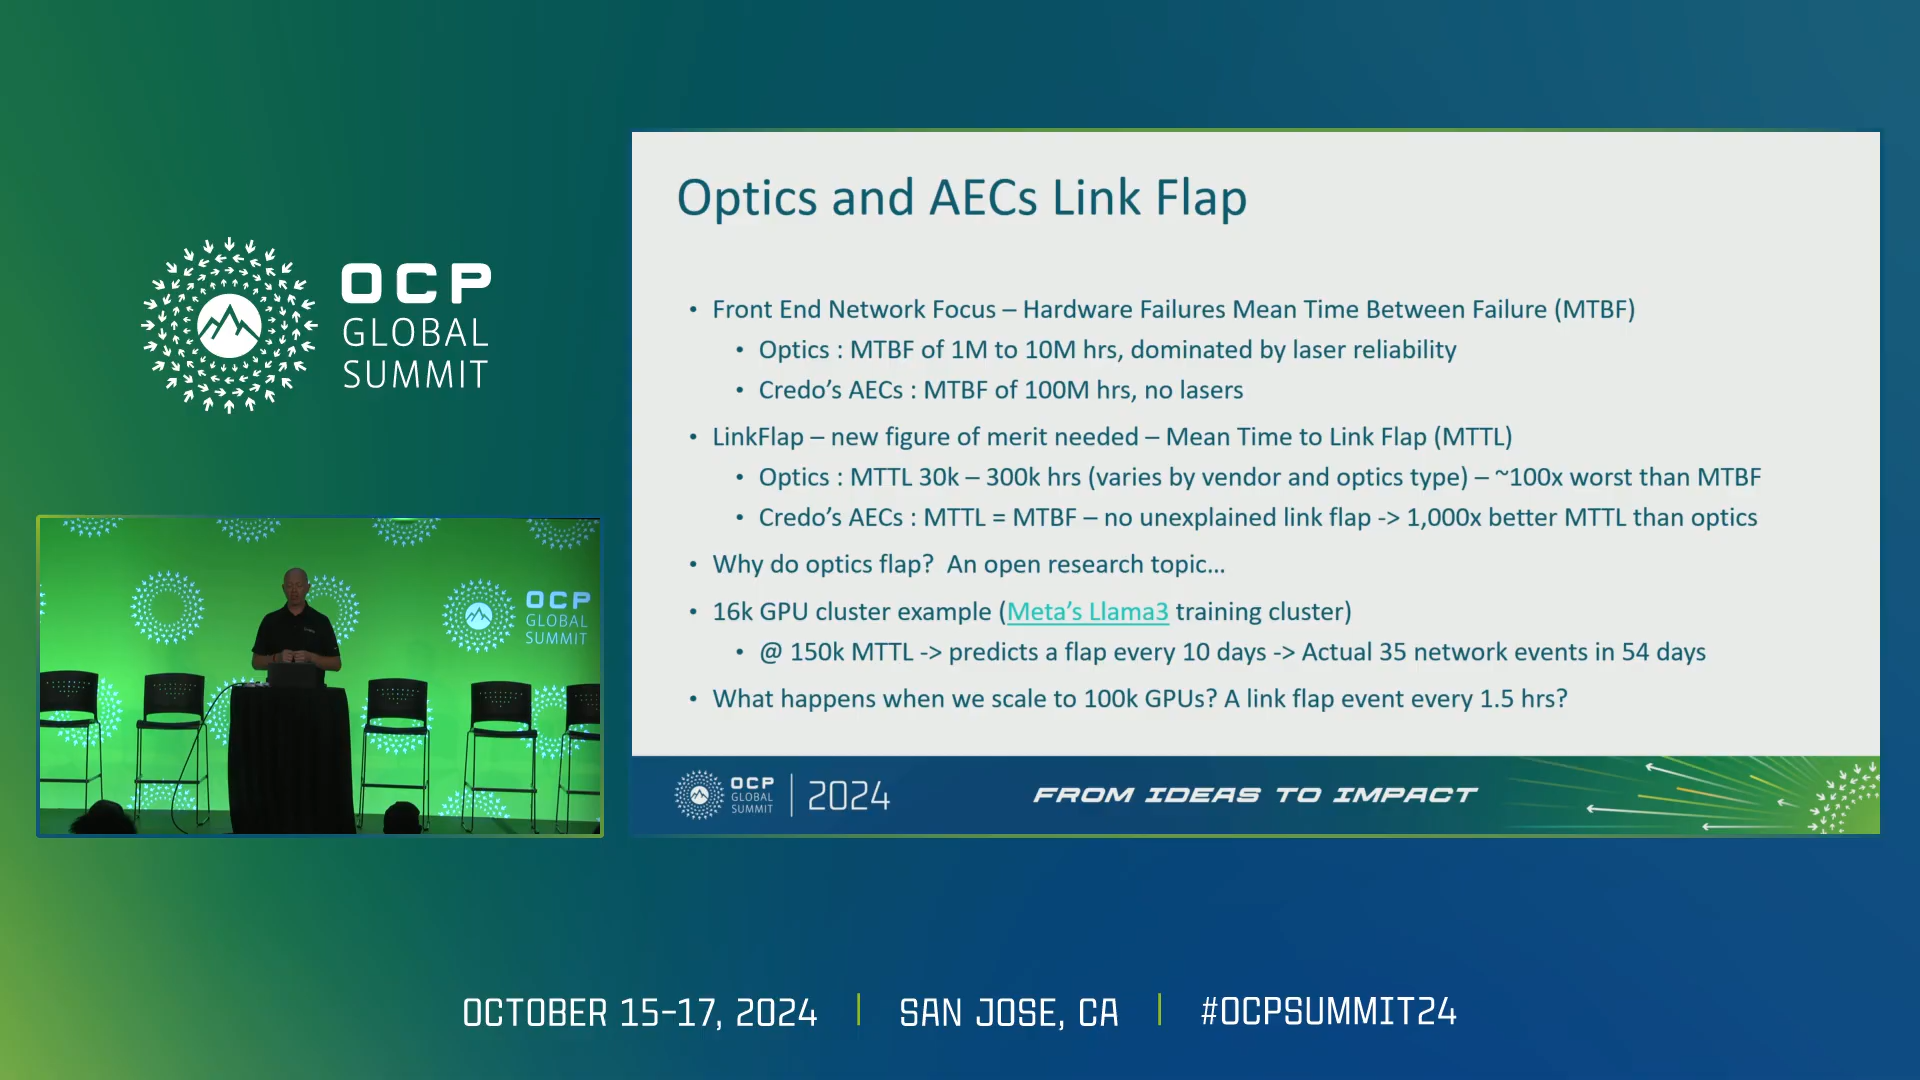 OCP
GLOBAL
SUMMIT
Optics and AECs Link Flap
• Front End Network Focus – Hardware Failures Mean Time Between Failure (MTBF)
• Optics : MTBF of 1M to 10M hrs, dominated by laser reliability
• Credo's AECs : MTBF of 100M hrs, no lasers
• LinkFlap – new figure of merit needed – Mean Time to Link Flap (MTTL)
• Optics : MTTL 30k – 300k hrs (varies by vendor and optics type) – ~100x worst than MTBF
• Credo's AECs : MTTL = MTBF – no unexplained link flap -> 1,000x better MTTL than optics
• Why do optics flap? An open research topic...
• 16k GPU cluster example (Meta's Llama3 training cluster)
• @ 150k MTTL -> predicts a flap every 10 days -> Actual 35 network events in 54 days
• What happens when we scale to 100k GPUs? A link flap event every 1.5 hrs?
OCP
GLOBAL
SUMMIT
OCP
GLOBAL
SUMMIT
2024
FROM IDEAS TO IMPACT
OCTOBER 15-17, 2024 | SAN JOSE, CA | #OCPSUMMIT24